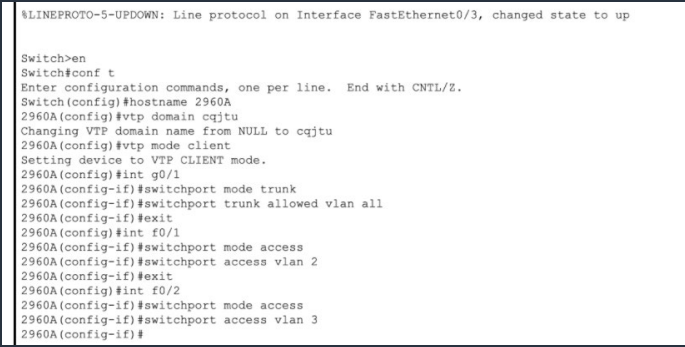 %LINEPROTO-5-UPDOWN: Line protocol on Interface FastEthernet0/3, changed state to up
Switch>en
Switch#conf t
Enter configuration commands, one per line.  End with CNTL/Z.
Switch(config)#hostname 2960A
2960A(config)#vtp domain cqjtu
Changing VTP domain name from NULL to cqjtu
2960A(config)#vtp mode client
Setting device to VTP CLIENT mode.
2960A(config)#int g0/1
2960A(config-if)#switchport mode trunk
2960A(config-if)#switchport trunk allowed vlan all
2960A(config-if)#exit
2960A(config)#int f0/1
2960A(config-if)#switchport mode access
2960A(config-if)#switchport access vlan 2
2960A(config-if)#exit
2960A(config)#int f0/2
2960A(config-if)#switchport mode access
2960A(config-if)#switchport access vlan 3
2960A(config-if)#